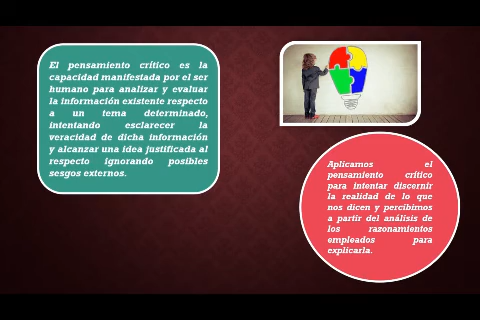 El pensamiento crítico es la
capacidad manifestada por el ser
humano para analizar y evaluar
la información existente respecto
a un tema determinado,
intentando esclarecer la
veracidad de dicha información
y alcanzar una idea justificada al
respecto ignorando posibles
sesgos externos.
Aplicamos el
pensamiento crítico
para intentar discernir
la realidad de lo que
nos dicen y percibimos
a partir del análisis de
los razonamientos
empleados para
explicarla.